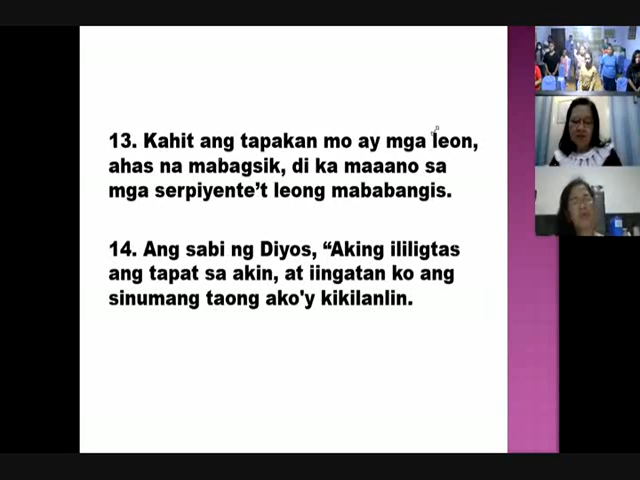 13. Kahit ang tapakan mo ay mga leon,
ahas na mabagsik, di ka maaano sa
mga serpiyente’t leong mababangis.
14. Ang sabi ng Diyos, “Aking ililigtas
ang tapat sa akin, at iingatan ko ang
sinumang taong ako'y kikilanlin.